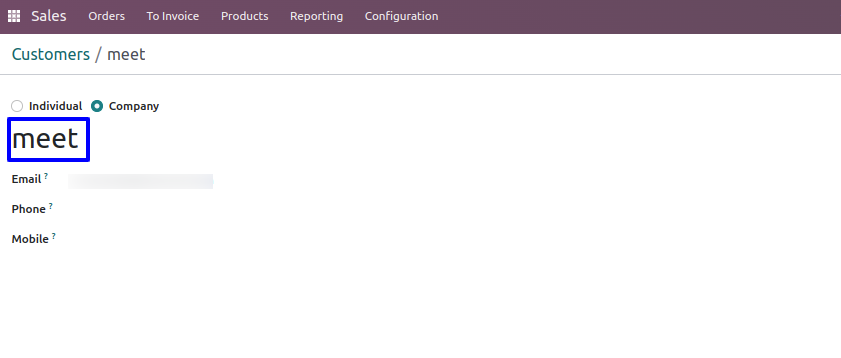 Sales Orders To Invoice Products Reporting Configuration
Customers / meet
Individual Company
meet
Email ?
Phone ?
Mobile ?